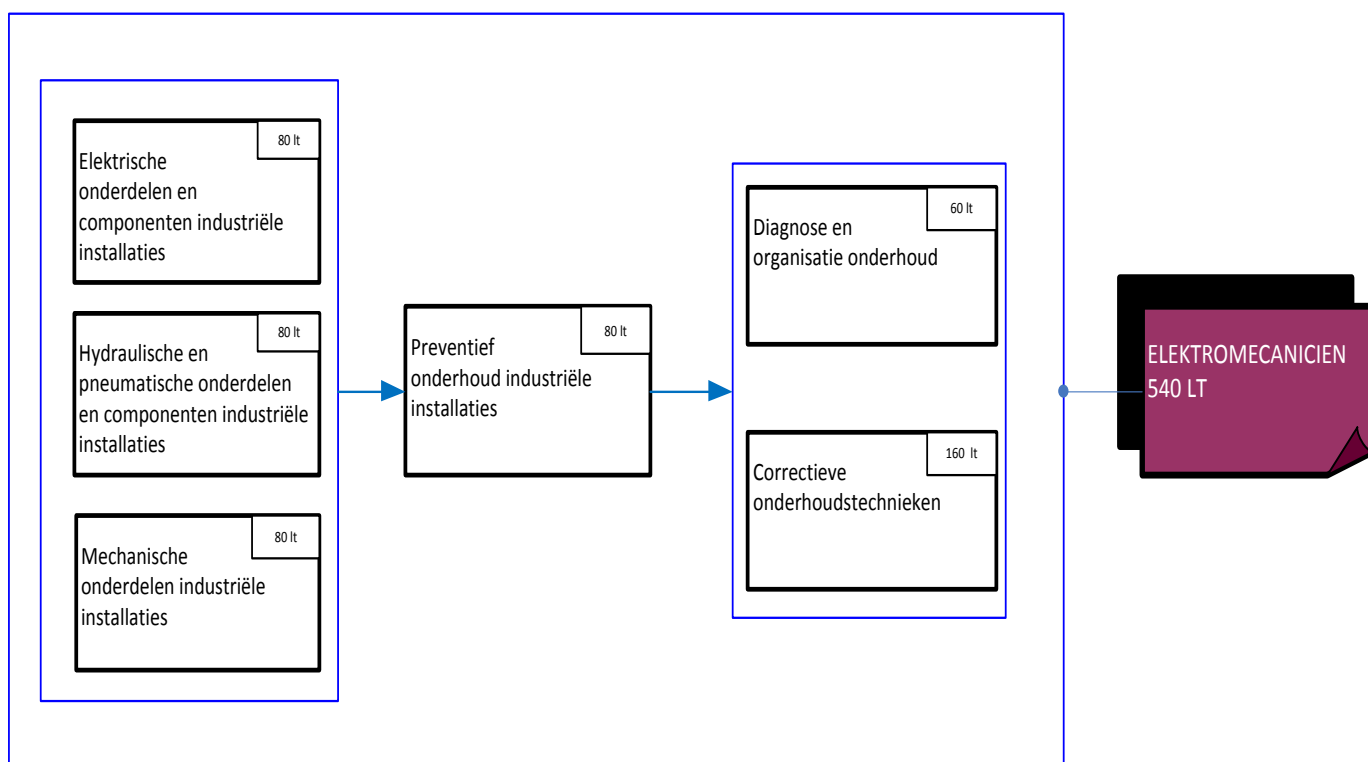 80 lt
Elektrische
onderdelen en
componenten industriële
installaties
80 lt
Hydraulische en
pneumatische onderdelen
en componenten industriële
installaties
80 lt
Mechanische
onderdelen industriële
installaties
80 lt
Preventief
onderhoud industriële
installaties
60 lt
Diagnose en
organisatie onderhoud
160 lt
Correctieve
onderhoudstechnieken
ELEKTROMECANICIEN
540 LT